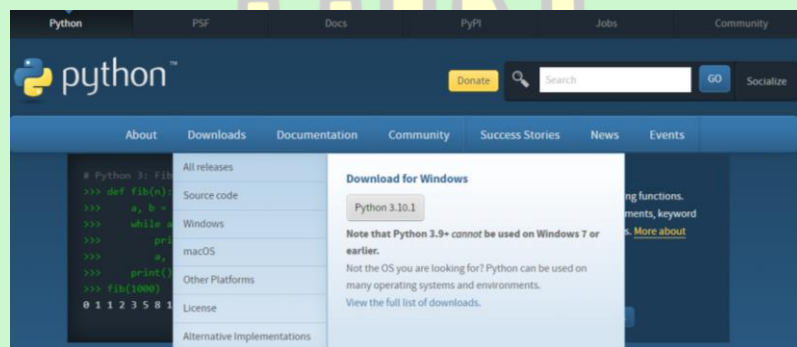 Python PSF Docs PyPI Jobs Community
python™
Donate Search GO Socialize
About Downloads Documentation Community Success Stories News Events
# Python 3: Fib
>>> def fib(n):
>>> a, b =
>>> while a
>>> pri
>>> a,
>>> print()
>>> fib(1000)
0 1 1 2 3 5 8 1
All releases
Source code
Windows
macOS
Other Platforms
License
Alternative Implementations
Download for Windows
Python 3.10.1
Note that Python 3.9+ cannot be used on Windows 7 or
earlier.
Not the OS you are looking for? Python can be used on
many operating systems and environments.
View the full list of downloads.
ng functions.
ments, keyword
s. More about